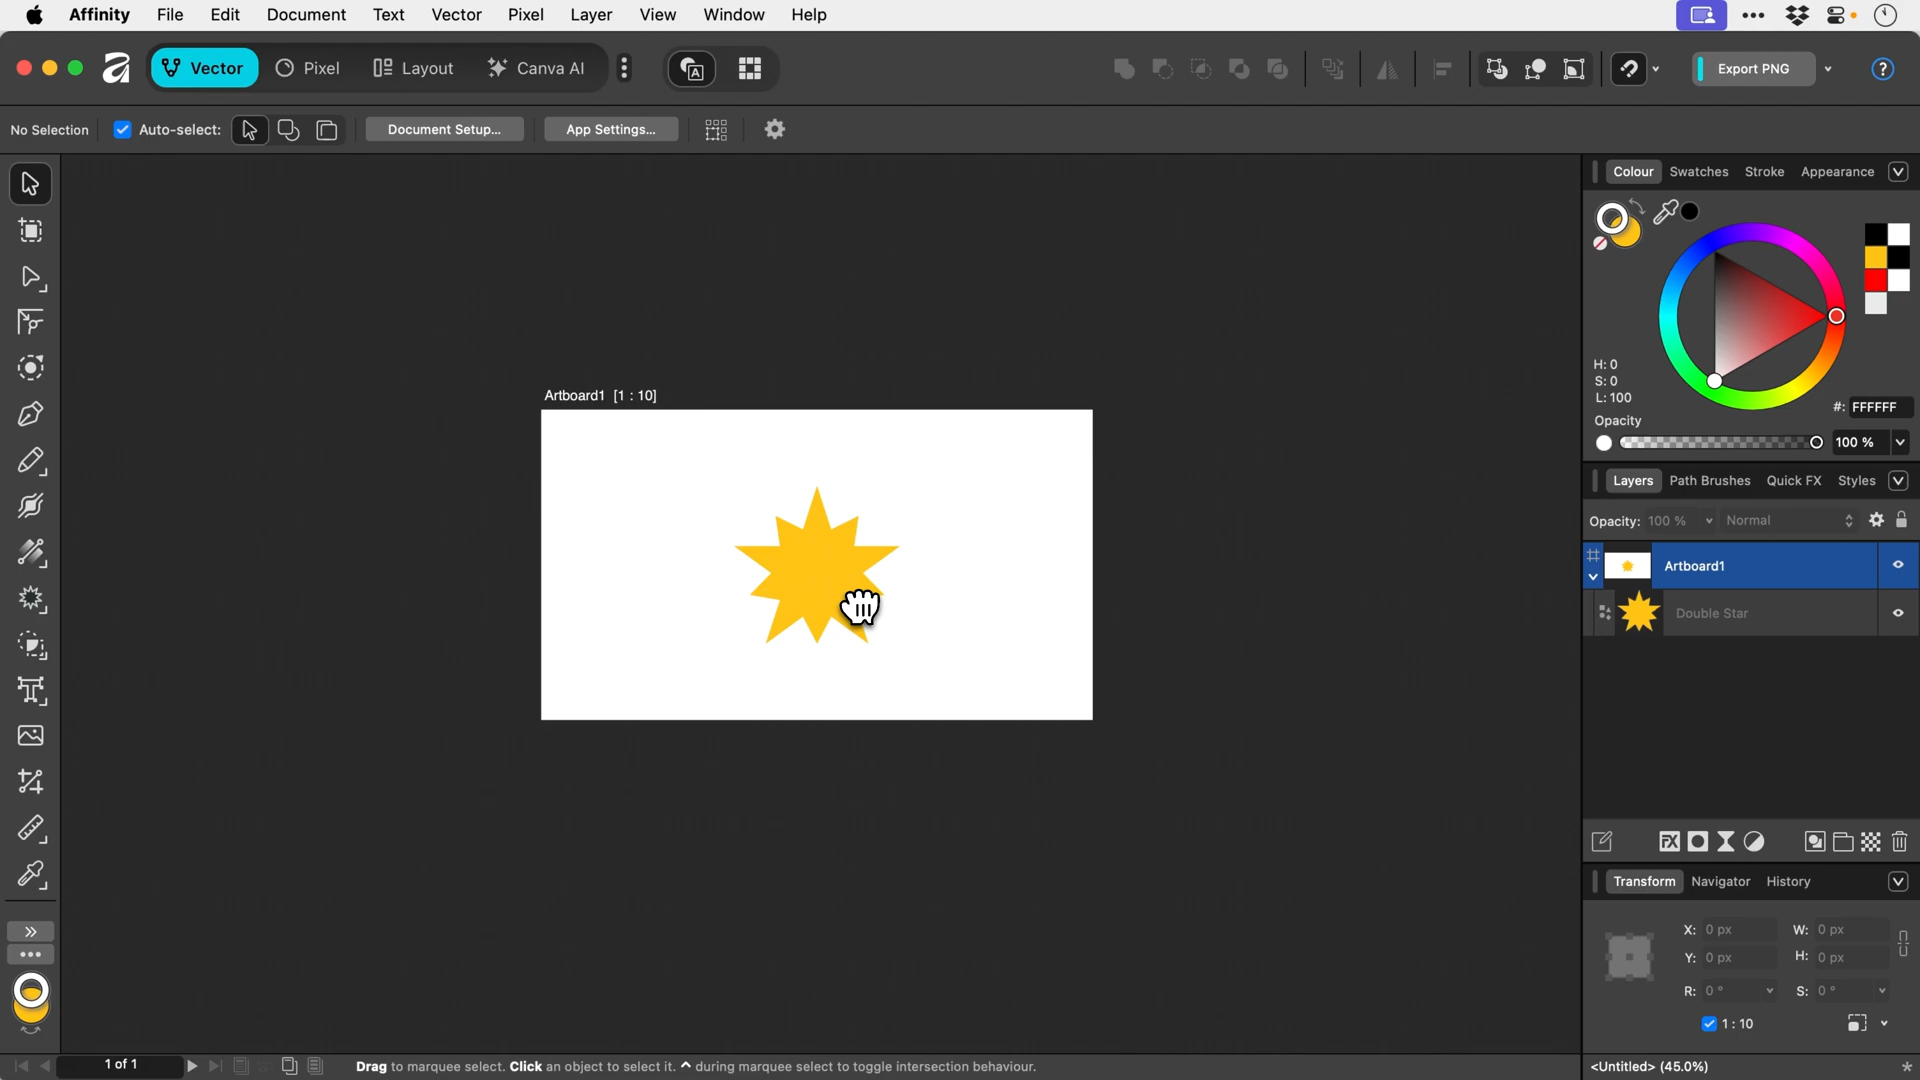 Affinity File Edit Document Text Vector Pixel Layer View Window Help
Vector Pixel Layout Canva AI Export PNG ?
No Selection Auto-select: Document Setup... App Settings...
Colour Swatches Stroke Appearance
H: 0
S: 0
L: 100
#: FFFFFF
Opacity
100 %
Artboard1 [1 : 10]
Layers Path Brushes Quick FX Styles
Opacity: 100 % Normal
Artboard1
Double Star
FX
Transform Navigator History
X: 0 px W: 0 px
Y: 0 px H: 0 px
R: 0 ° S: 0 °
1 : 10
1 of 1 Drag to marquee select. Click an object to select it. ^ during marquee select to toggle intersection behaviour. <Untitled> (45.0%) *